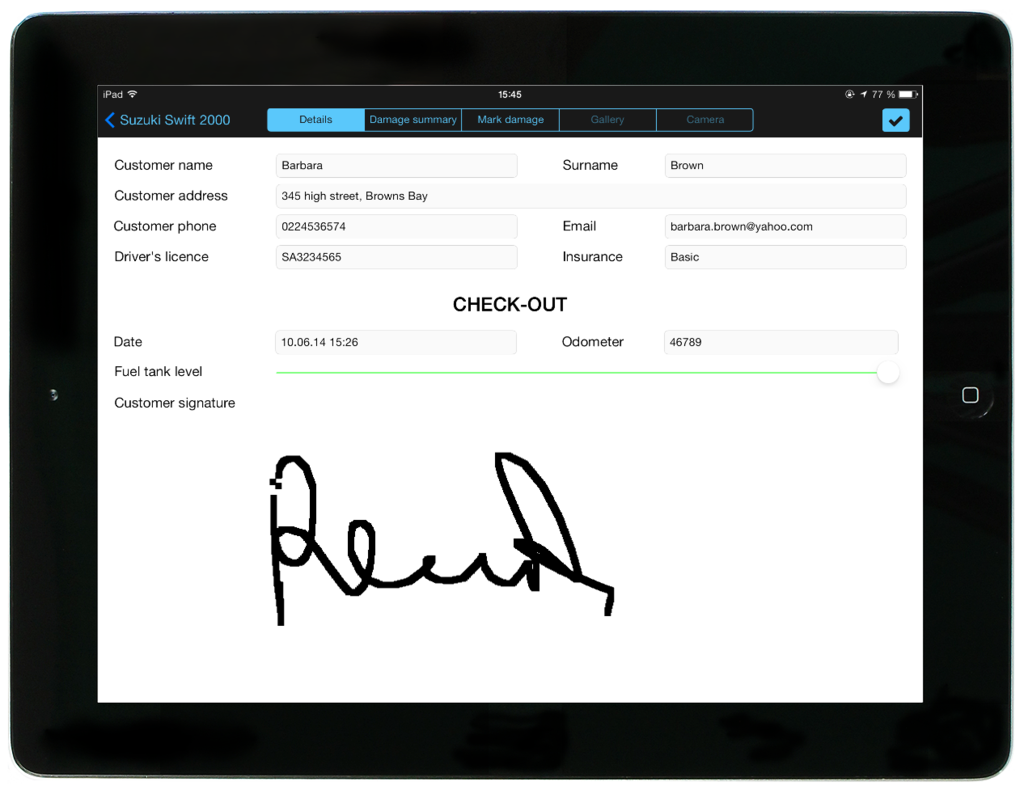 iPad 15:45 77 %
Suzuki Swift 2000 Details Damage summary Mark damage Gallery Camera
Customer name Barbara Surname Brown
Customer address 345 high street, Browns Bay
Customer phone 0224536574 Email barbara.brown@yahoo.com
Driver's licence SA3234565 Insurance Basic
CHECK-OUT
Date 10.06.14 15:26 Odometer 46789
Fuel tank level
Customer signature